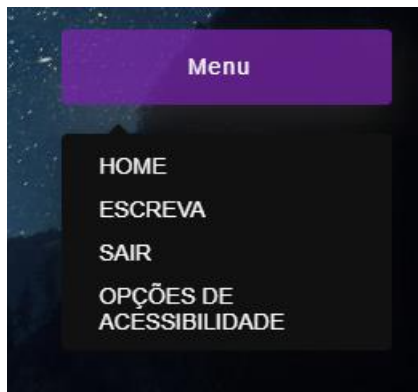 Menu
HOME
ESCREVA
SAIR
OPÇÕES DE
ACESSIBILIDADE